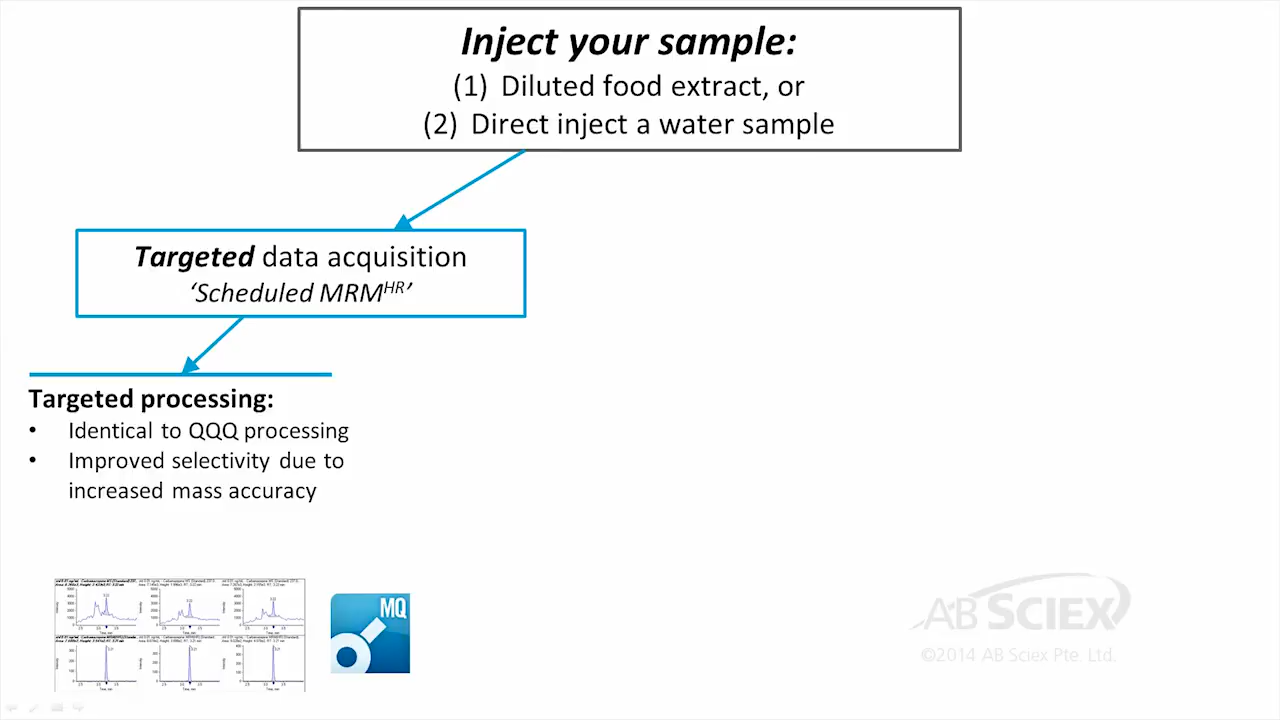 Inject your sample:
(1) Diluted food extract, or
(2) Direct inject a water sample
Targeted data acquisition
‘Scheduled MRMHR’
Targeted processing:
• Identical to QQQ processing
• Improved selectivity due to
increased mass accuracy
MQ
AB SCIEX
©2014 AB Sciex Pte. Ltd.